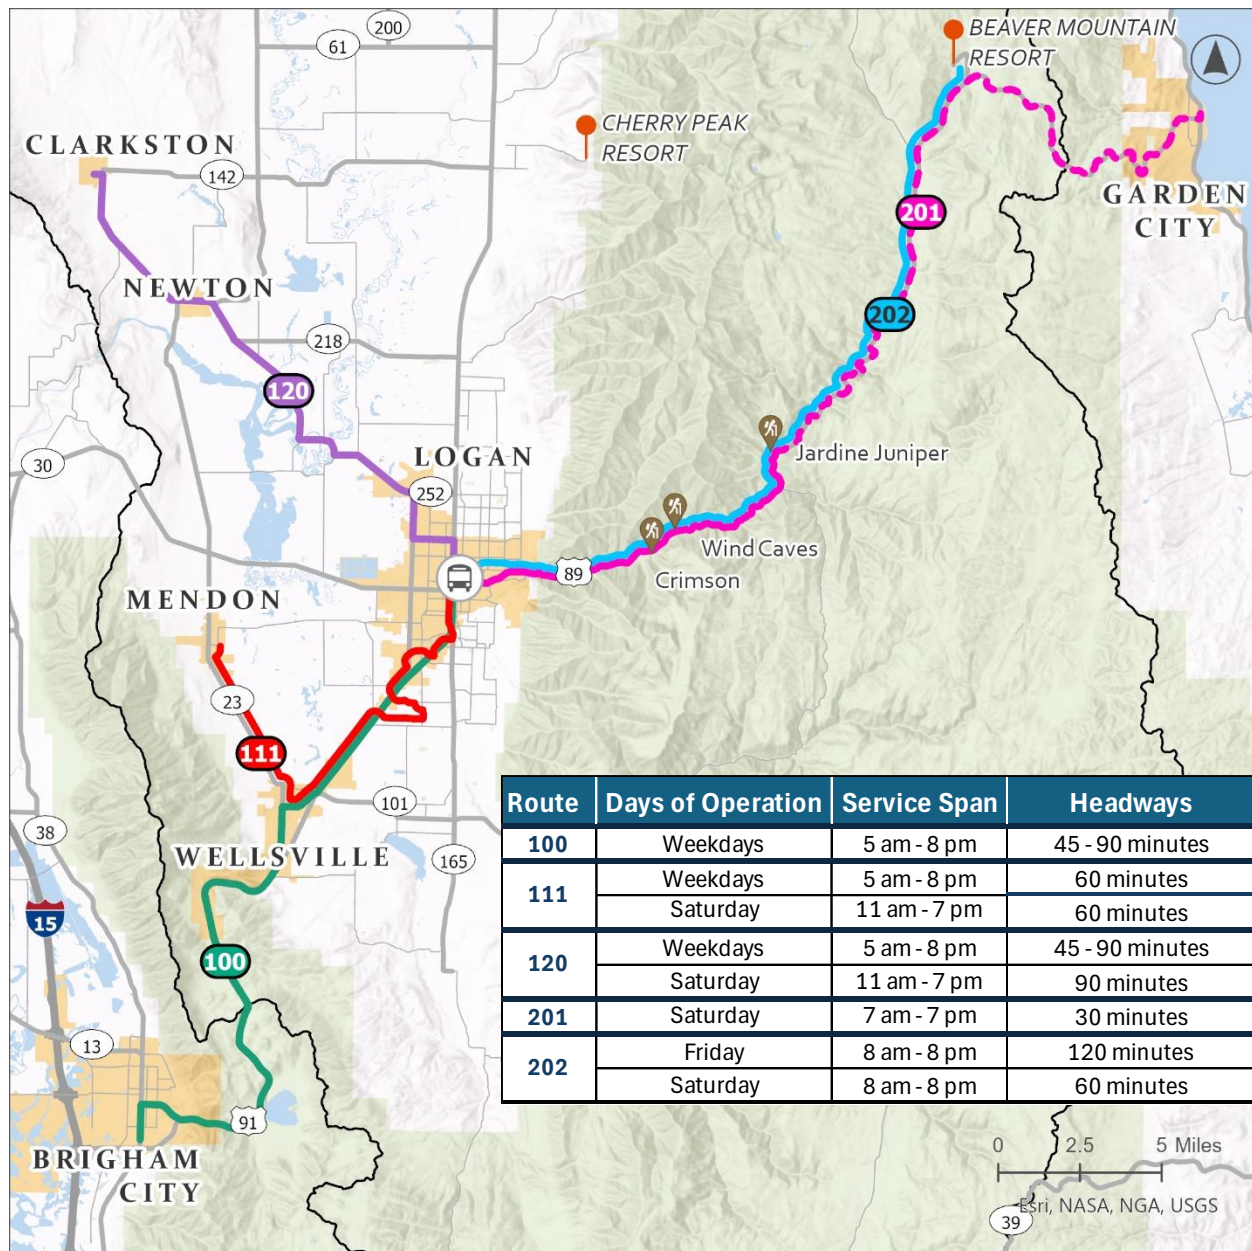 200
61
BEAVER MOUNTAIN
RESORT
CHERRY PEAK
RESORT
CLARKSTON
142
GARDEN
CITY
201
NEWTON
202
218
120
Jardine Juniper
LOGAN
30
252
Wind Caves
89
Crimson
MENDON
23
111
101
38
WELLSVILLE
165
15
100
13
91
BRIGHAM
CITY
Route Days of Operation Service Span Headways
100 Weekdays 5 am - 8 pm 45 - 90 minutes
111 Weekdays 5 am - 8 pm 60 minutes
Saturday 11 am - 7 pm 60 minutes
120 Weekdays 5 am - 8 pm 45 - 90 minutes
Saturday 11 am - 7 pm 90 minutes
201 Saturday 7 am - 7 pm 30 minutes
202 Friday 8 am - 8 pm 120 minutes
Saturday 8 am - 8 pm 60 minutes
0 2.5 5 Miles
Esri, NASA, NGA, USGS
39